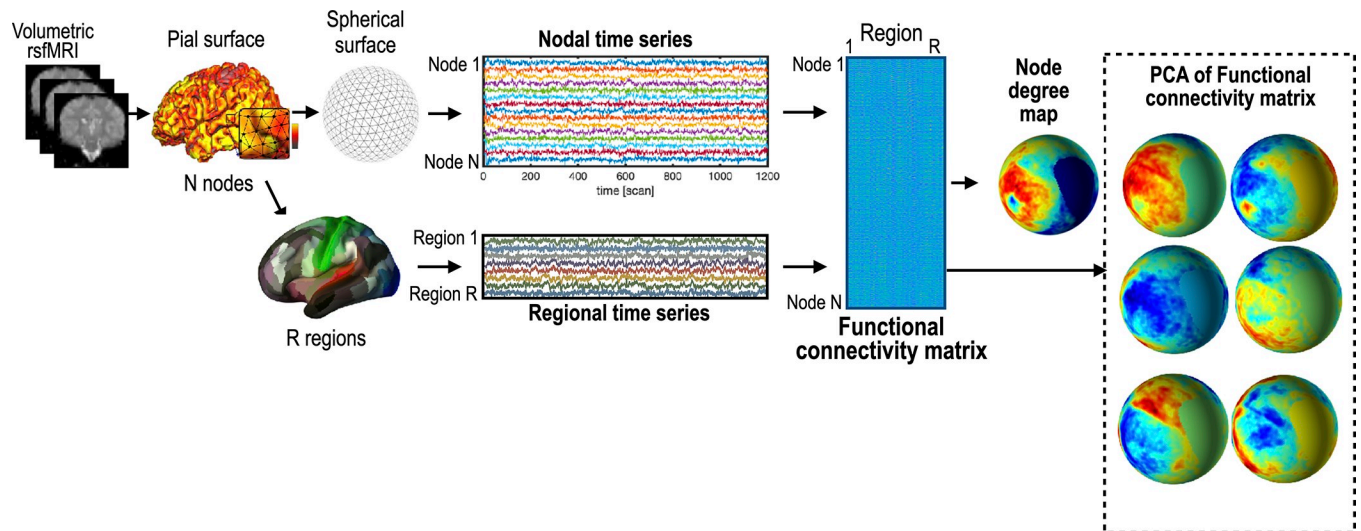 Volumetric
rsfMRI
Pial surface
N nodes
Spherical
surface
Nodal time series
Node 1
Node N
0 200 400 600 800 1000 1200
time [scan]
R regions
Region 1
Region R
Regional time series
Region
1 R
Node 1
Node N
Functional
connectivity matrix
Node
degree
map
PCA of Functional
connectivity matrix